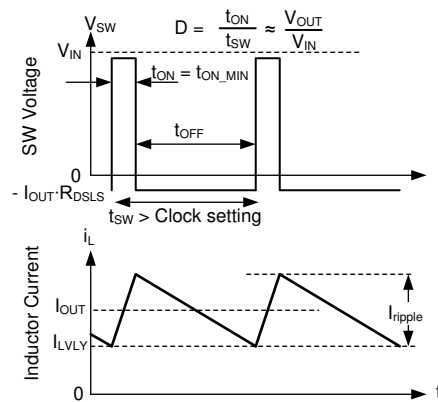 V_SW
D = t_ON / t_SW ≈ V_OUT / V_IN
V_IN
t_ON = t_ON_MIN
SW Voltage
t_OFF
0
- I_OUT·R_DSLS
t_SW > Clock setting
i_L
Inductor Current
I_OUT
I_ripple
I_LVLY
0
t